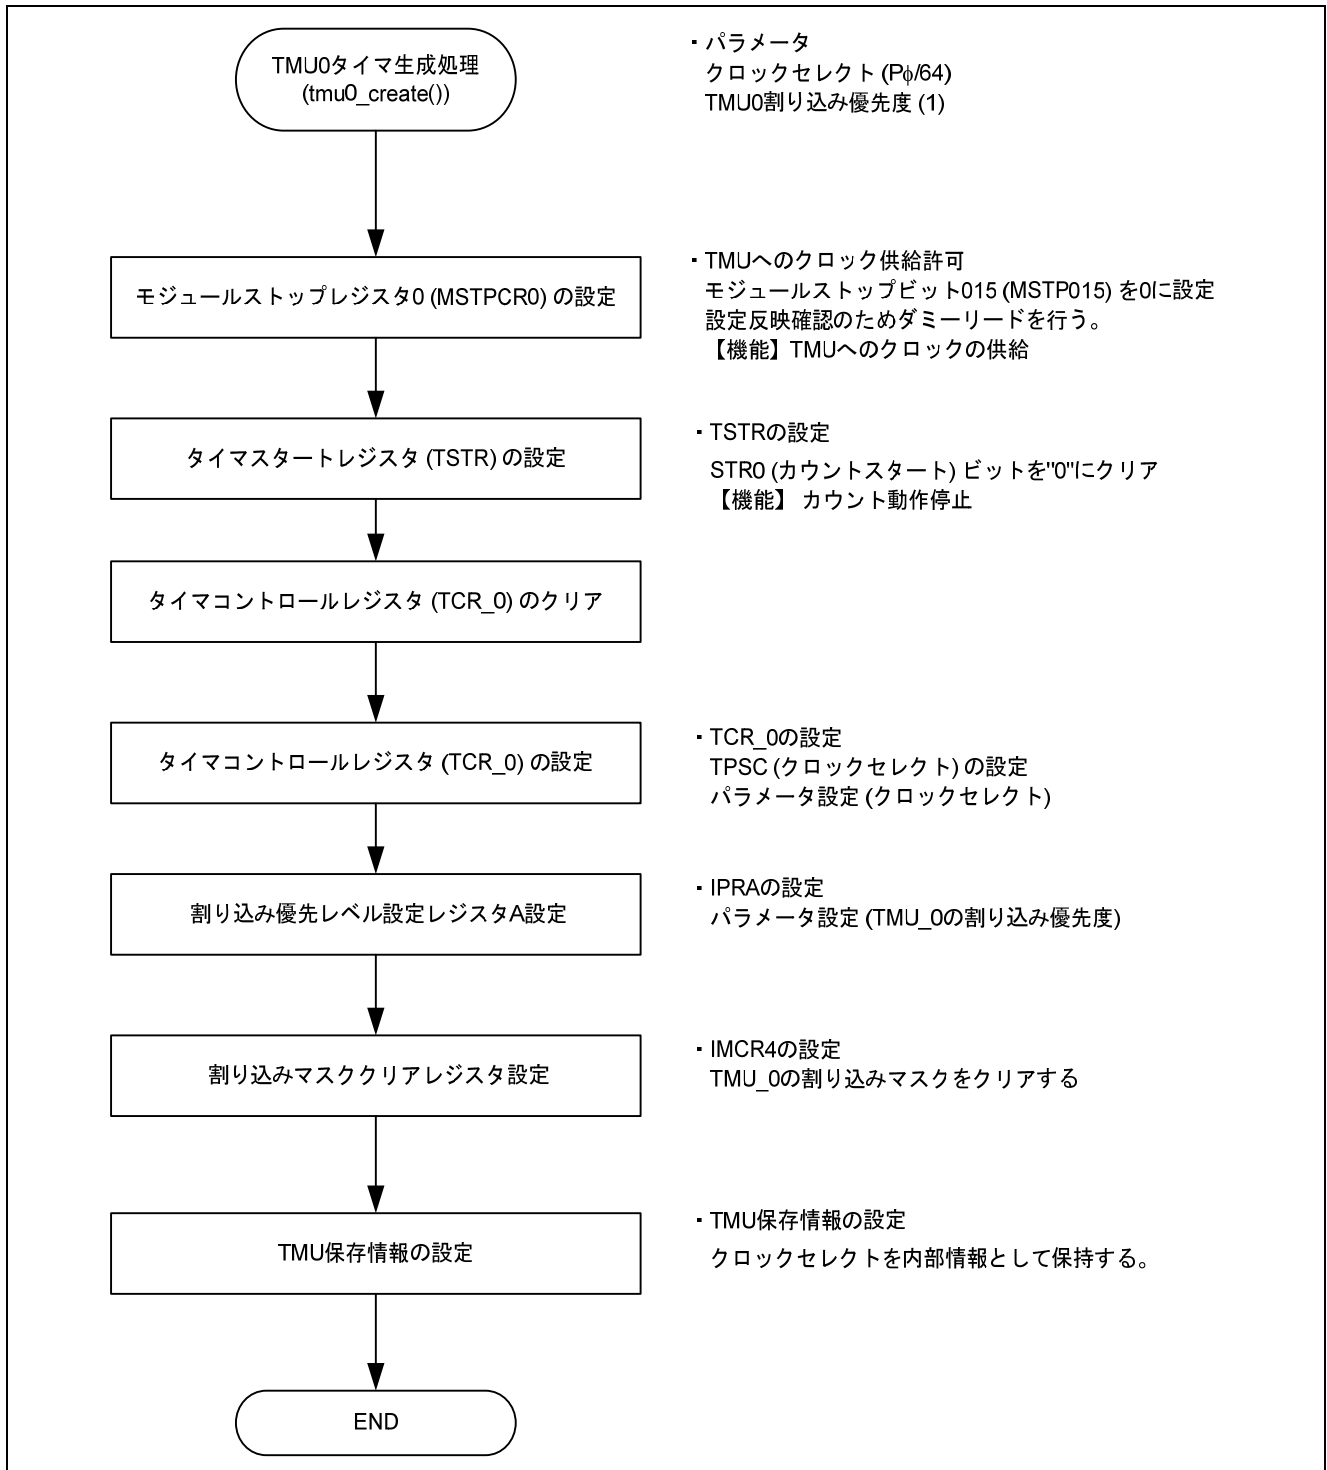 TMU0タイマ生成処理
(tmu0_create())
・パラメータ
クロックセレクト (Pφ/64)
TMU0割り込み優先度 (1)
モジュールストップレジスタ0 (MSTPCR0) の設定
・TMUへのクロック供給許可
モジュールストップビット015 (MSTP015) を0に設定
設定反映確認のためダミーリードを行う。
【機能】TMUへのクロックの供給
タイマスタートレジスタ (TSTR) の設定
・TSTRの設定
STR0 (カウントスタート) ビットを"0"にクリア
【機能】 カウント動作停止
タイマコントロールレジスタ (TCR_0) のクリア
タイマコントロールレジスタ (TCR_0) の設定
・TCR_0の設定
TPSC (クロックセレクト) の設定
パラメータ設定 (クロックセレクト)
割り込み優先レベル設定レジスタA設定
・IPRAの設定
パラメータ設定 (TMU_0の割り込み優先度)
割り込みマスククリアレジスタ設定
・IMCR4の設定
TMU_0の割り込みマスクをクリアする
TMU保存情報の設定
・TMU保存情報の設定
クロックセレクトを内部情報として保持する。
END